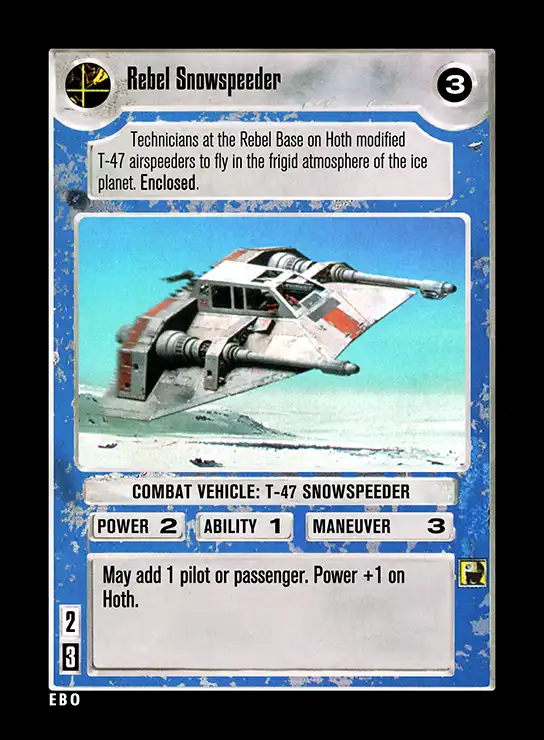 Rebel Snowspeeder
3
Technicians at the Rebel Base on Hoth modified
T-47 airspeeders to fly in the frigid atmosphere of the ice
planet. Enclosed.
COMBAT VEHICLE: T-47 SNOWSPEEDER
POWER 2 ABILITY 1 MANEUVER 3
May add 1 pilot or passenger. Power +1 on
Hoth.
2
3
EBO